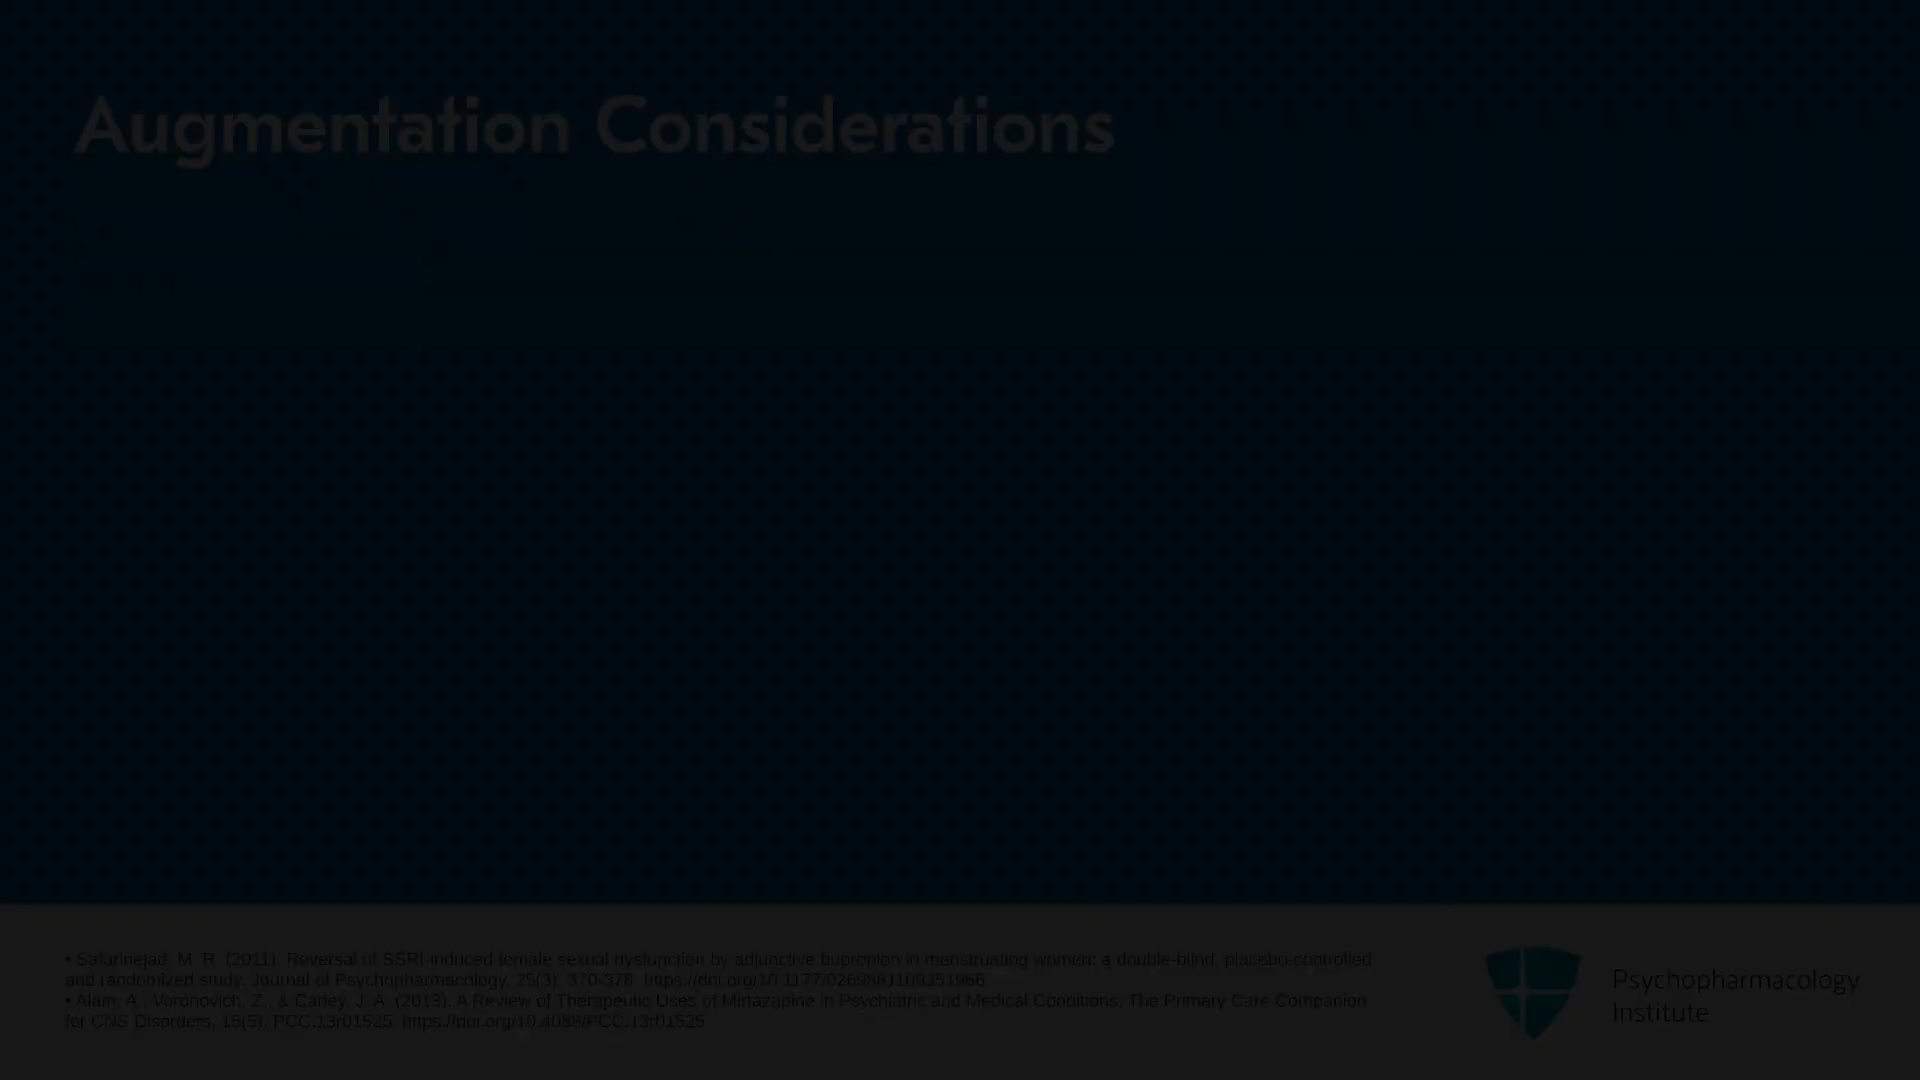 Augmentation Considerations
• Safarinejad, M. R. (2011). Reversal of SSRI-induced female sexual dysfunction by adjunctive bupropion in menstruating women: a double-blind, placebo-controlled
and randomized study. Journal of Psychopharmacology, 25(3), 370-378. https://doi.org/10.1177/0269881109351966
• Alam, A., Voronovich, Z., & Carley, J. A. (2013). A Review of Therapeutic Uses of Mirtazapine in Psychiatric and Medical Conditions. The Primary Care Companion
for CNS Disorders, 15(5), PCC.13r01525. https://doi.org/10.4088/PCC.13r01525
Psychopharmacology
Institute